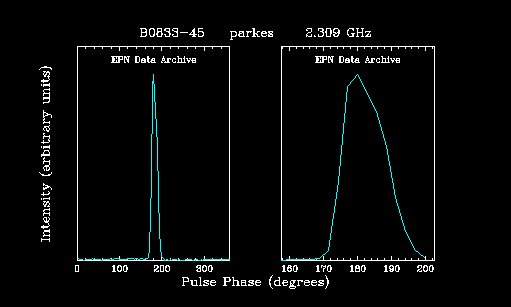 B0833-45 parkes 2.309 GHz
EPN Data Archive EPN Data Archive
Intensity (arbitrary units)
0 100 200 300 160 170 180 190 200
Pulse Phase (degrees)